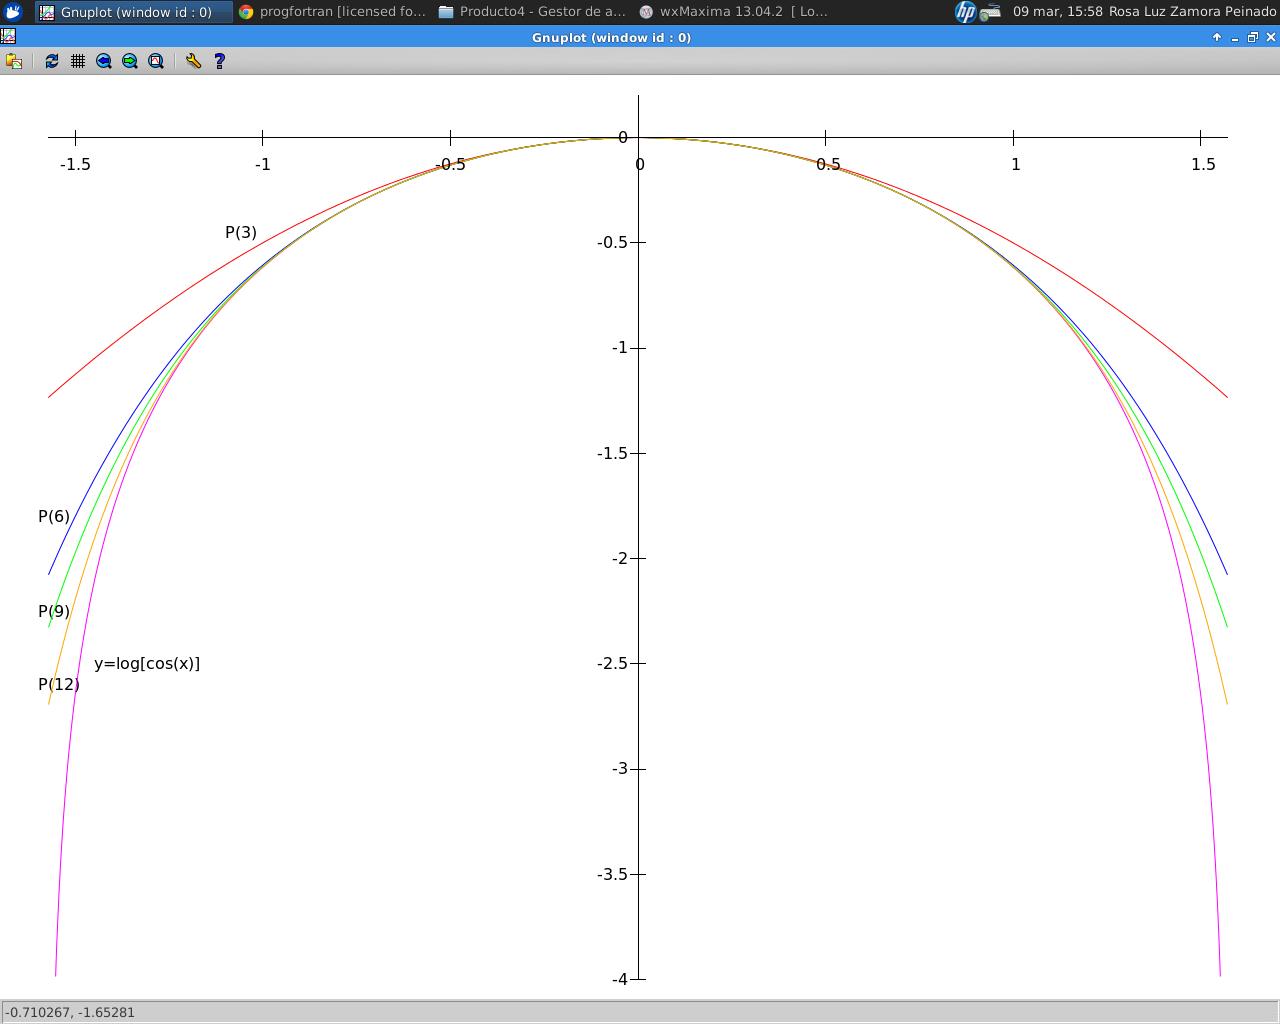 Gnuplot (window id : 0) progfortran [licensed fo... Producto4 - Gestor de a... wxMaxima 13.04.2 [ Lo... hp 09 mar, 15:58 Rosa Luz Zamora Peinado
Gnuplot (window id : 0)
?
0
-1.5 -1 -0.5 0 0.5 1 1.5
P(3)
-0.5
-1
-1.5
P(6)
-2
P(9)
y=log[cos(x)]
-2.5
P(12)
-3
-3.5
-4
-0.710267, -1.65281